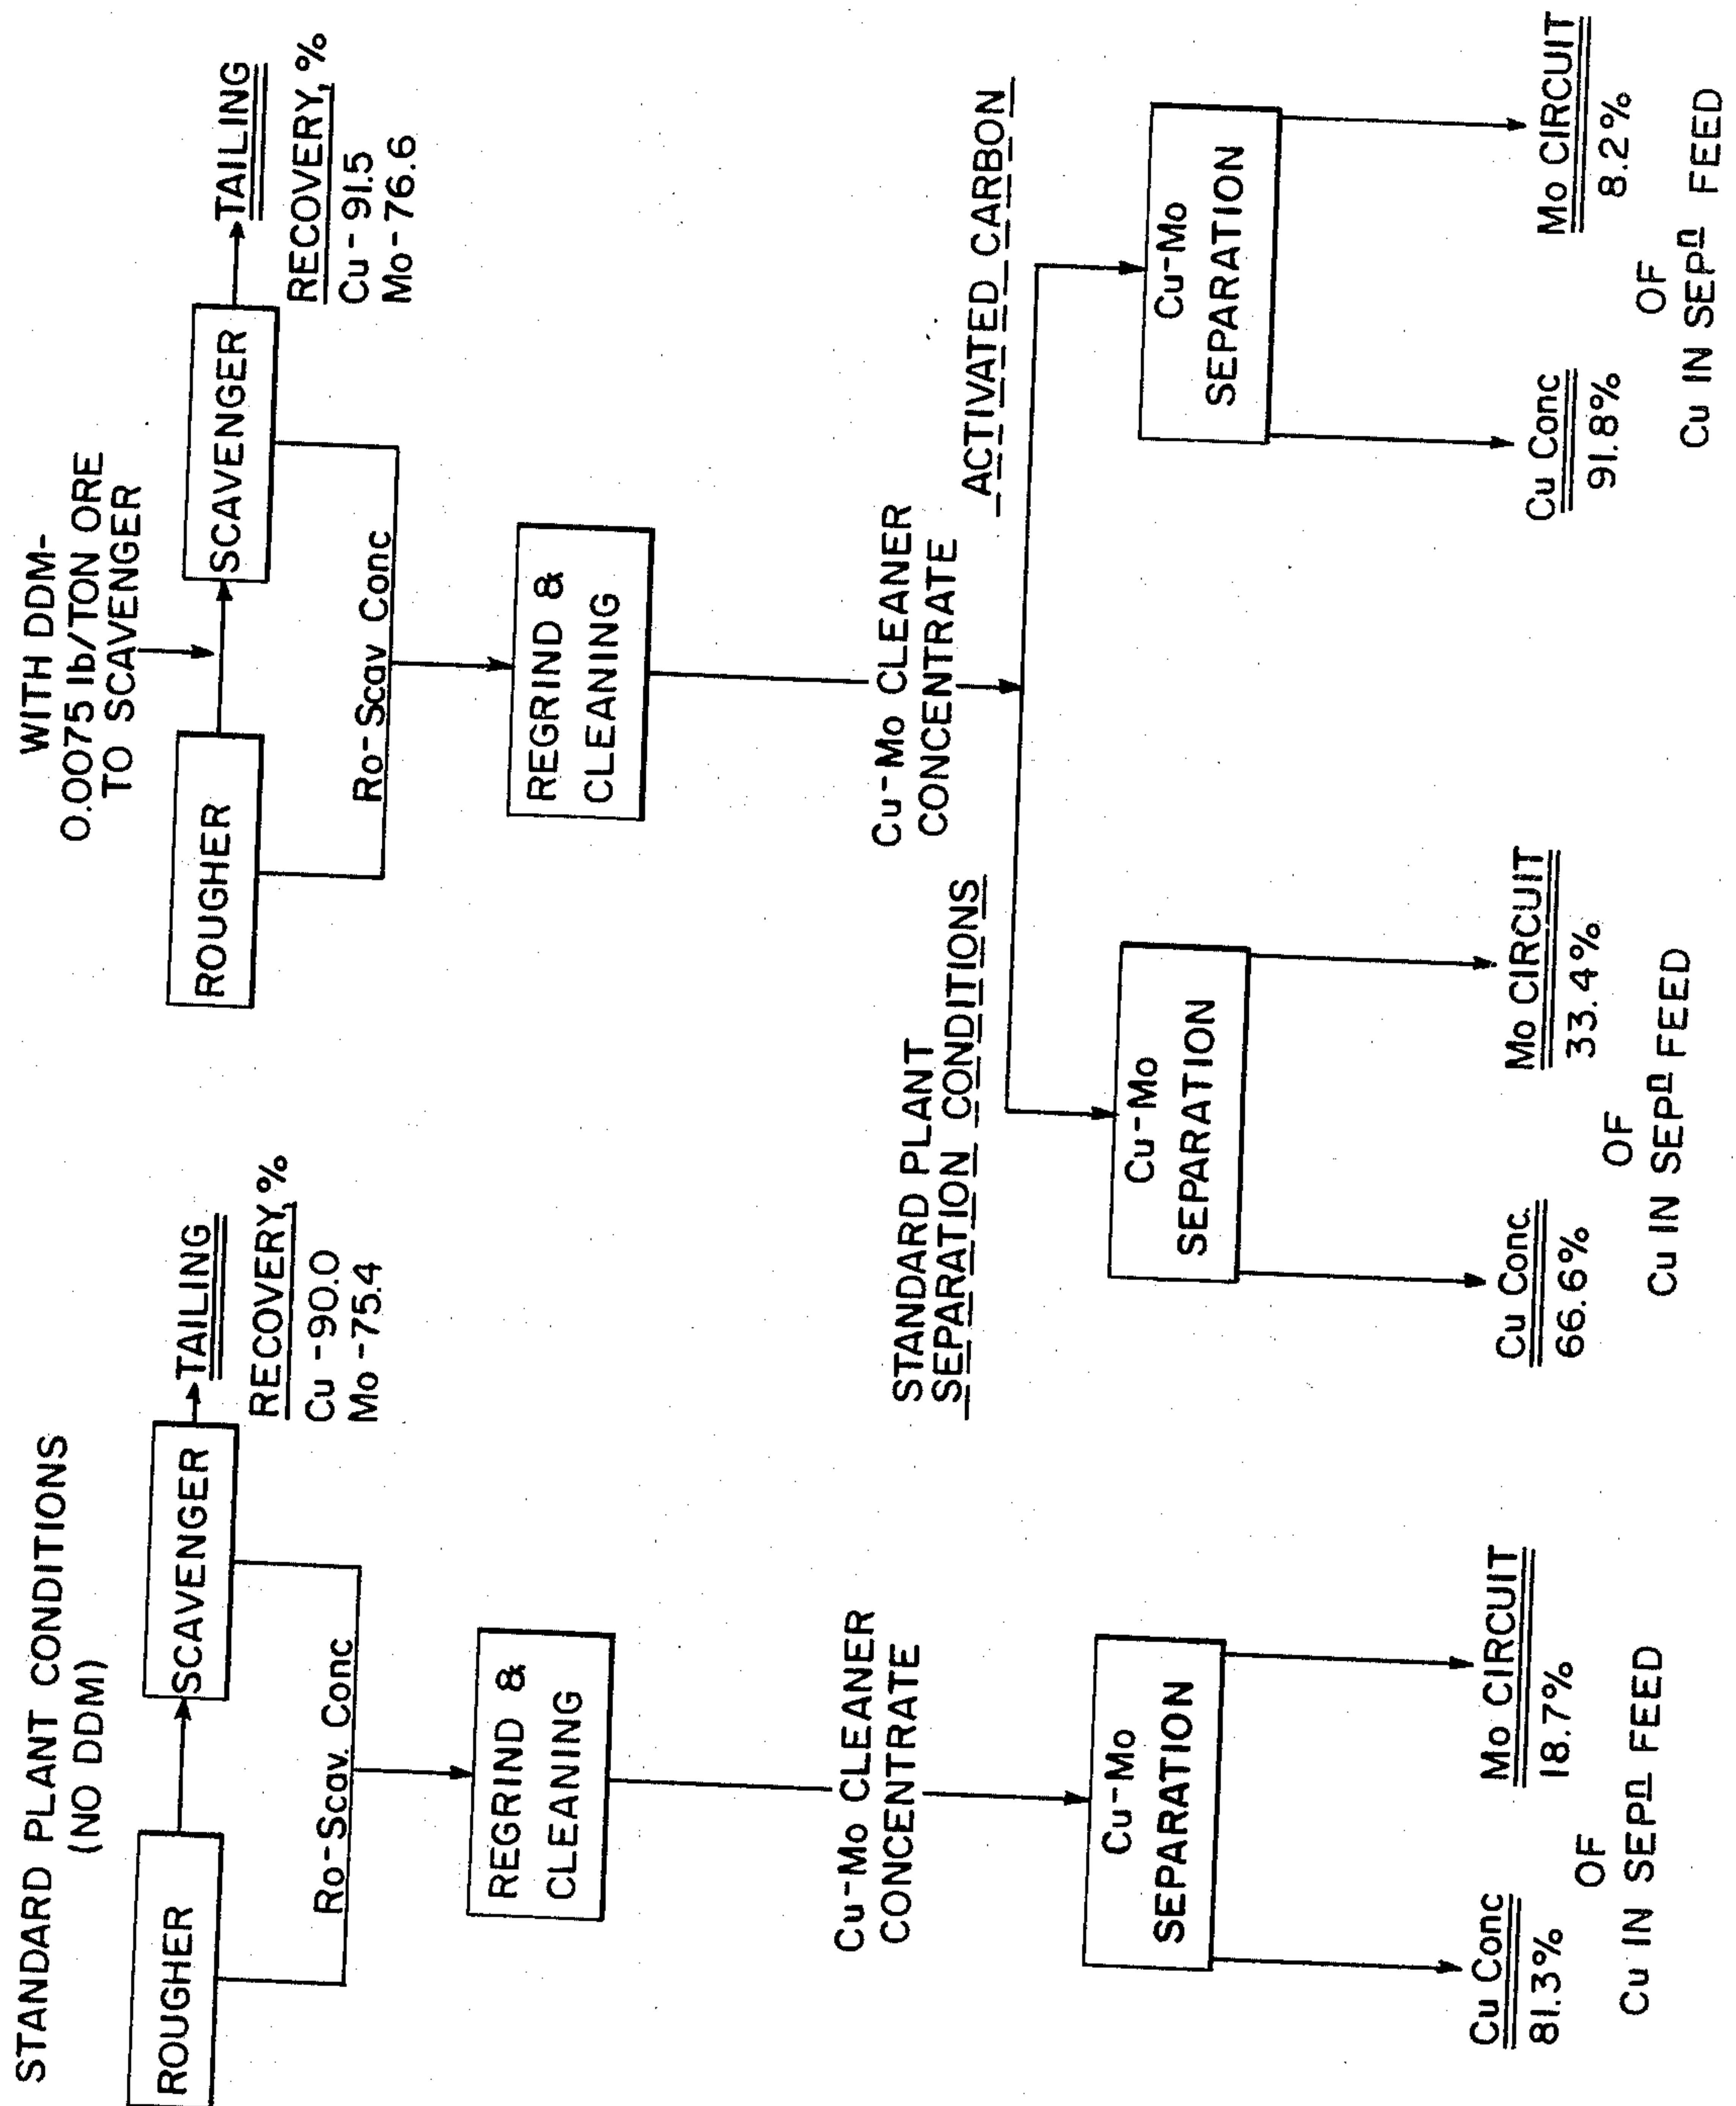 STANDARD PLANT CONDITIONS
(NO DDM)
ROUGHER
SCAVENGER
TAILING
RECOVERY, %
Cu - 90.0
Mo - 75.4
Ro-Scav. Conc
REGRIND &
CLEANING
Cu-Mo CLEANER
CONCENTRATE
Cu-Mo
SEPARATION
Cu Conc
81.3%
Mo CIRCUIT
18.7%
OF
Cu IN SEPn FEED
WITH DDM-
0.0075 lb/TON ORE
TO SCAVENGER
ROUGHER
SCAVENGER
TAILING
RECOVERY, %
Cu - 91.5
Mo - 76.6
Ro-Scav Conc
REGRIND &
CLEANING
Cu-Mo CLEANER
CONCENTRATE
STANDARD PLANT
SEPARATION CONDITIONS
Cu-Mo
SEPARATION
Cu Conc.
66.6%
Mo CIRCUIT
33.4%
OF
Cu IN SEPn FEED
ACTIVATED CARBON
Cu-Mo
SEPARATION
Cu Conc
91.8%
Mo CIRCUIT
8.2%
OF
Cu IN SEPn FEED